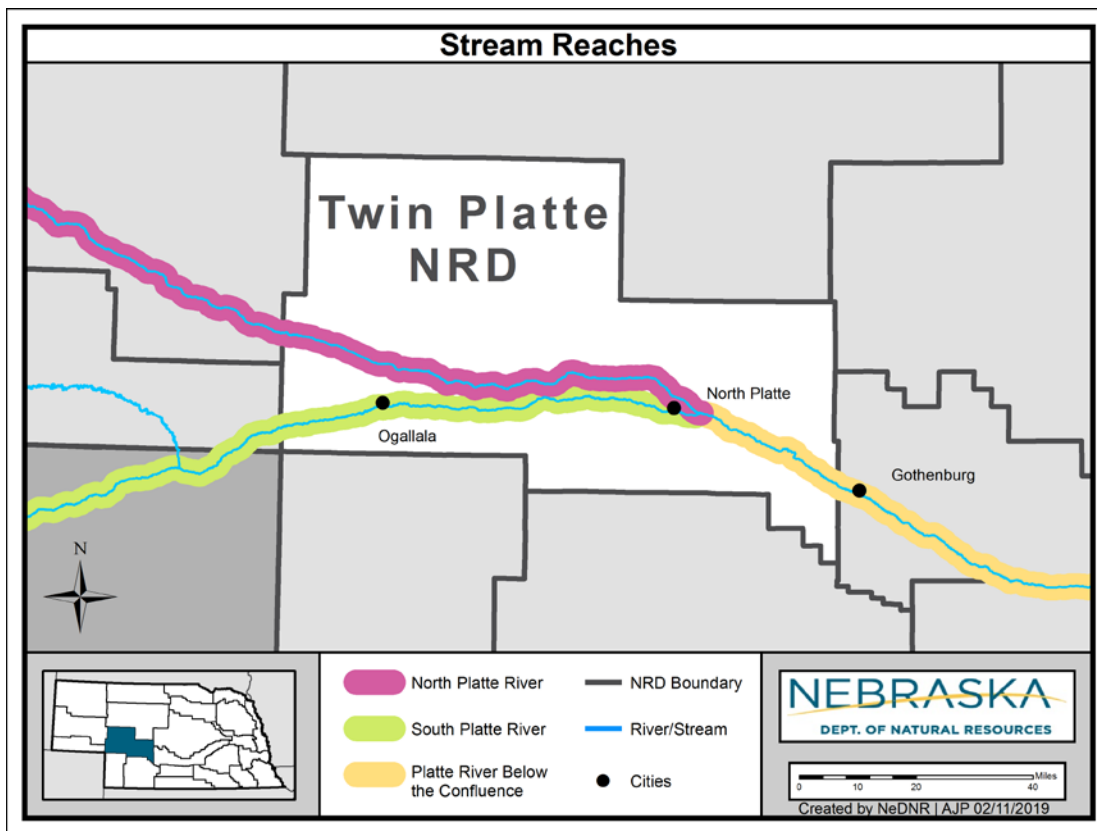 Stream Reaches
Twin Platte
NRD
North Platte
Ogallala
Gothenburg
N
North Platte River
South Platte River
Platte River Below
the Confluence
NRD Boundary
River/Stream
Cities
NEBRASKA
DEPT. OF NATURAL RESOURCES
Miles
0 10 20 40
Created by NeDNR | AJP 02/11/2019